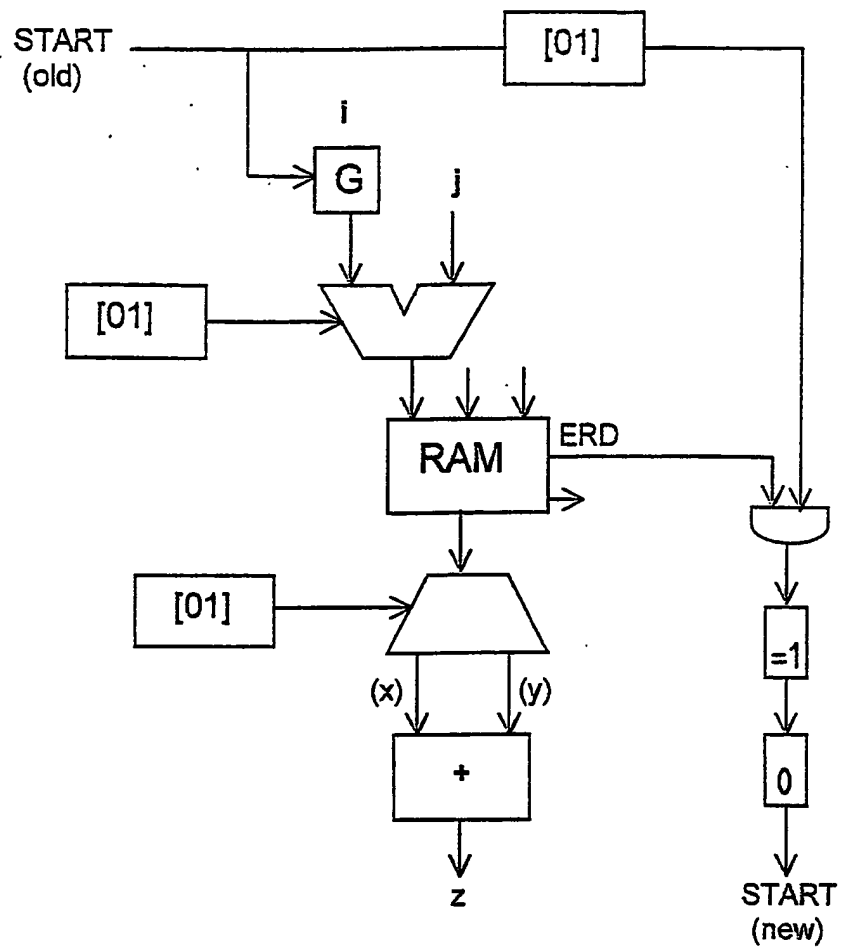 START
(old)
[01]
i
G
j
[01]
RAM
ERD
[01]
(x)
(y)
=1
+
0
z
START
(new)